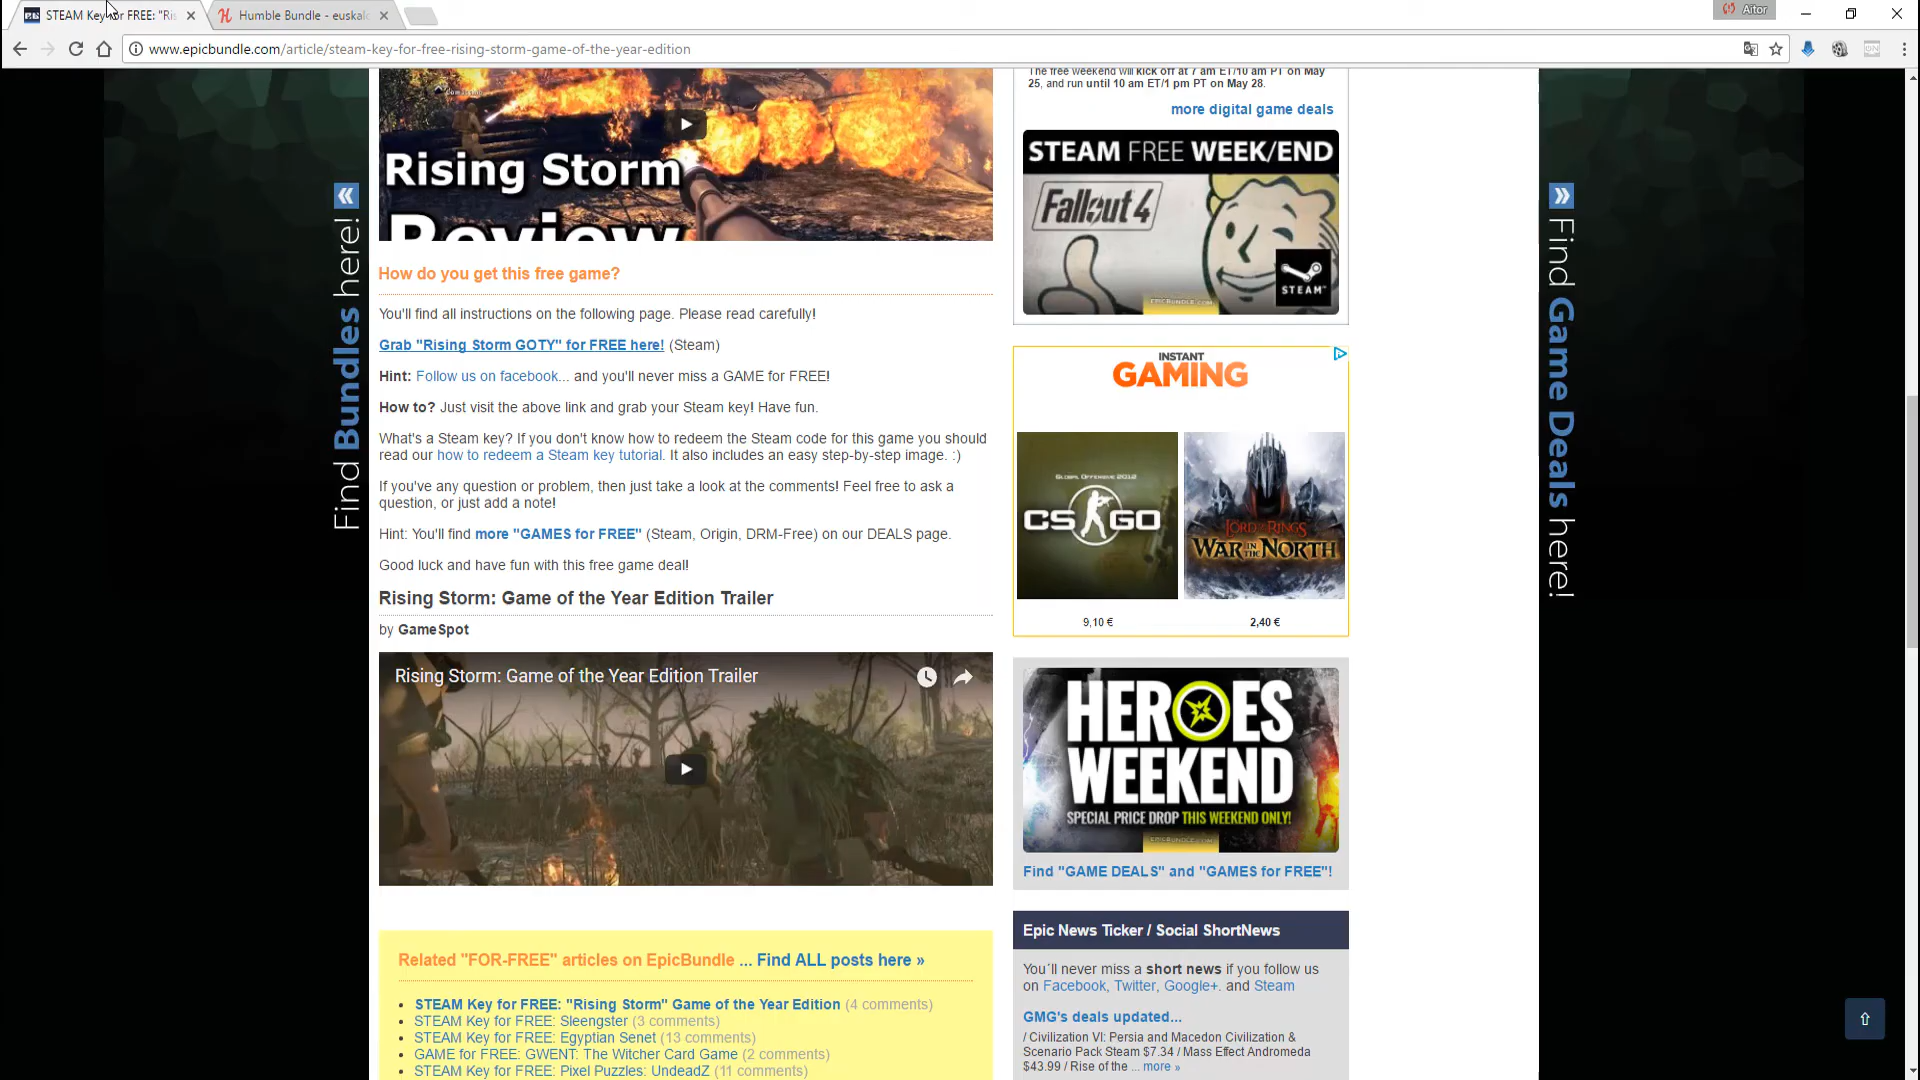 STEAM Key for FREE: "Ris
Humble Bundle - euskal
Aitor
www.epicbundle.com/article/steam-key-for-free-rising-storm-game-of-the-year-edition
Find Bundles here!
Rising Storm
Review
How do you get this free game?
You'll find all instructions on the following page. Please read carefully!
Grab "Rising Storm GOTY" for FREE here! (Steam)
Hint: Follow us on facebook... and you'll never miss a GAME for FREE!
How to? Just visit the above link and grab your Steam key! Have fun.
What's a Steam key? If you don't know how to redeem the Steam code for this game you should
read our how to redeem a Steam key tutorial. It also includes an easy step-by-step image. :)
If you've any question or problem, then just take a look at the comments! Feel free to ask a
question, or just add a note!
Hint: You'll find more "GAMES for FREE" (Steam, Origin, DRM-Free) on our DEALS page.
Good luck and have fun with this free game deal!
Rising Storm: Game of the Year Edition Trailer
by GameSpot
Rising Storm: Game of the Year Edition Trailer
Related "FOR-FREE" articles on EpicBundle ... Find ALL posts here »
• STEAM Key for FREE: "Rising Storm" Game of the Year Edition (4 comments)
• STEAM Key for FREE: Sleengster (3 comments)
• STEAM Key for FREE: Egyptian Senet (13 comments)
• GAME for FREE: GWENT: The Witcher Card Game (2 comments)
• STEAM Key for FREE: Pixel Puzzles: UndeadZ (11 comments)
The free weekend will kick off at 7 am ET/10 am PT on May
25, and run until 10 am ET/1 pm PT on May 28.
more digital game deals
STEAM FREE WEEK/END
Fallout 4
STEAM
EPICBUNDLE.COM
INSTANT
GAMING
GLOBAL OFFENSIVE 2012
CS GO
THE LORD OF THE RINGS
WAR IN THE NORTH
9,10 €
2,40 €
HEROES
WEEKEND
SPECIAL PRICE DROP THIS WEEKEND ONLY!
EPICBUNDLE.COM
Find "GAME DEALS" and "GAMES for FREE"!
Epic News Ticker / Social ShortNews
You´ll never miss a short news if you follow us
on Facebook, Twitter, Google+. and Steam
GMG's deals updated...
/ Civilization VI: Persia and Macedon Civilization &
Scenario Pack Steam $7.34 / Mass Effect Andromeda
$43.99 / Rise of the ... more »
Find Game Deals here!